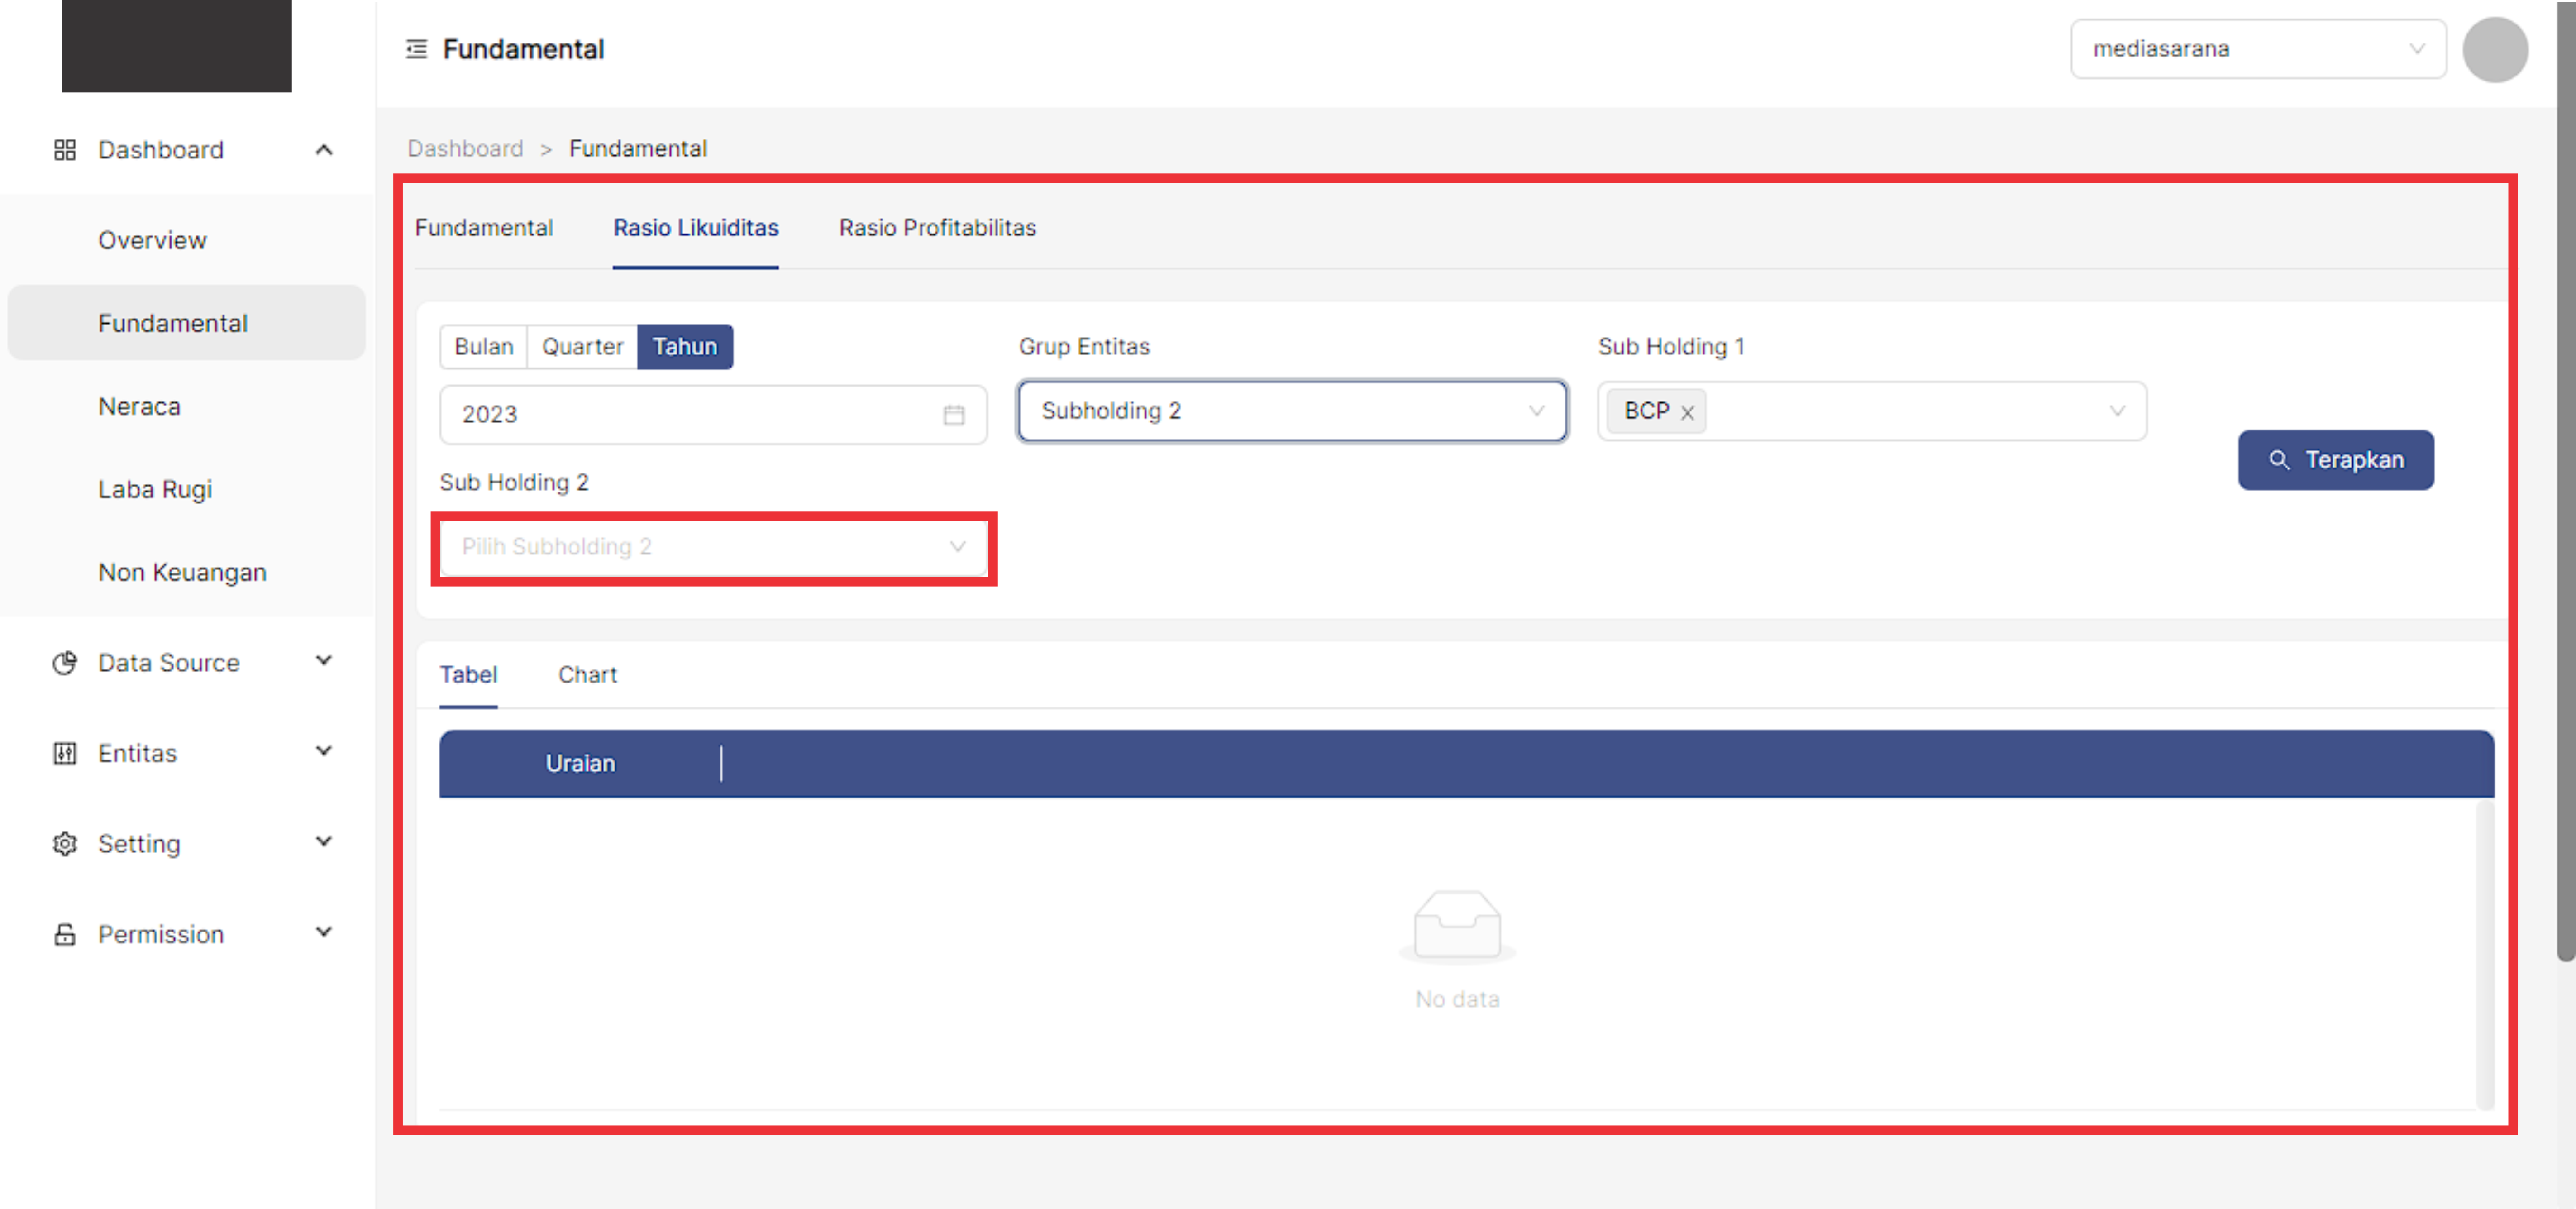 Fundamental
mediasarana
Dashboard
Overview
Fundamental
Neraca
Laba Rugi
Non Keuangan
Data Source
Entitas
Setting
Permission
Dashboard > Fundamental
Fundamental Rasio Likuiditas Rasio Profitabilitas
Bulan Quarter Tahun
2023
Grup Entitas
Subholding 2
Sub Holding 1
BCP
Terapkan
Sub Holding 2
Pilih Subholding 2
Tabel Chart
Uraian
No data